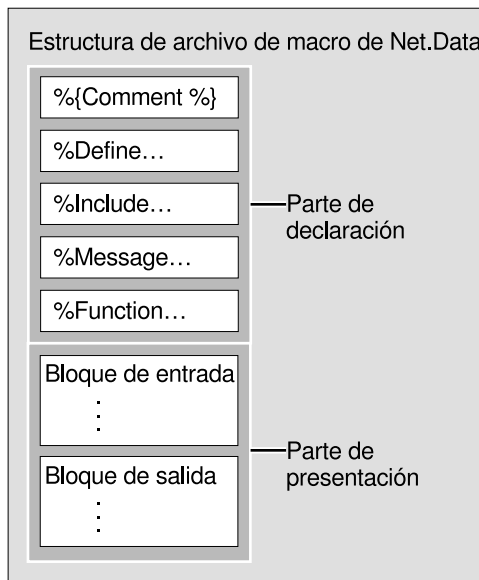 Estructura de archivo de macro de Net.Data
%{Comment %}
%Define...
%Include...
Parte de
declaración
%Message...
%Function...
Bloque de entrada
Parte de
presentación
Bloque de salida